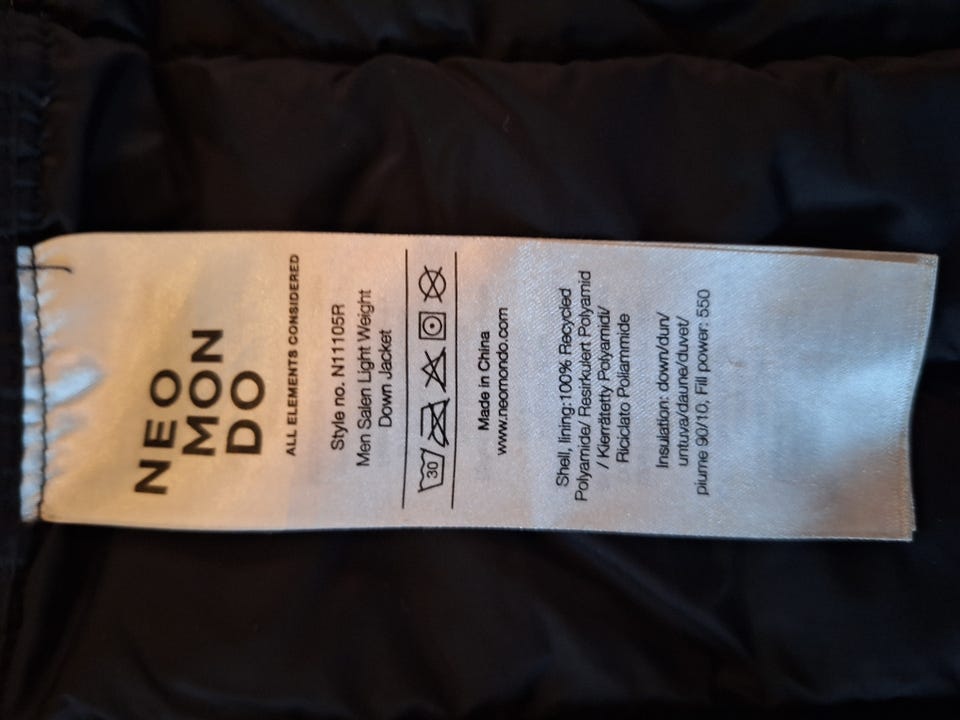 NEO
MON
DO
ALL ELEMENTS CONSIDERED
Style no. N11105R
Men Salen Light Weight
Down Jacket
30
Made in China
www.neomondo.com
Shell, lining:100% Recycled
Polyamide/ Resirkulert Polyamid
/ Kierrätetty Polyamidi/
Riciclato Poliammide
Insulation: down/dun/
untuva/daune/duvet/
piume 90/10, Fill power: 550